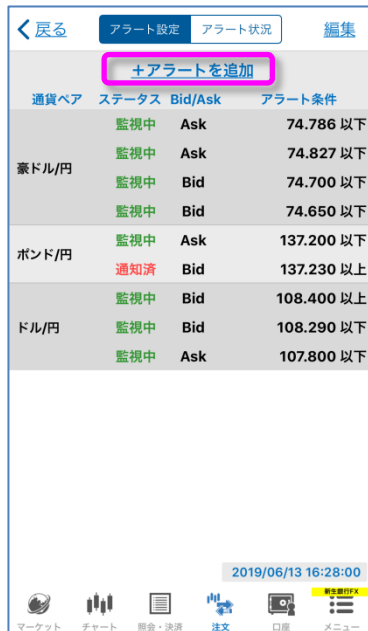 戻る アラート設定 アラート状況 編集
+アラートを追加
通貨ペア ステータス Bid/Ask アラート条件
監視中 Ask 74.786 以下
監視中 Ask 74.827 以下
豪ドル/円
監視中 Bid 74.700 以下
監視中 Bid 74.650 以下
監視中 Ask 137.200 以下
ポンド/円
通知済 Bid 137.230 以上
監視中 Bid 108.400 以上
ドル/円 監視中 Bid 108.290 以下
監視中 Ask 107.800 以下
2019/06/13 16:28:00
新生銀行FX
マーケット チャート 照会・決済 注文 口座 メニュー